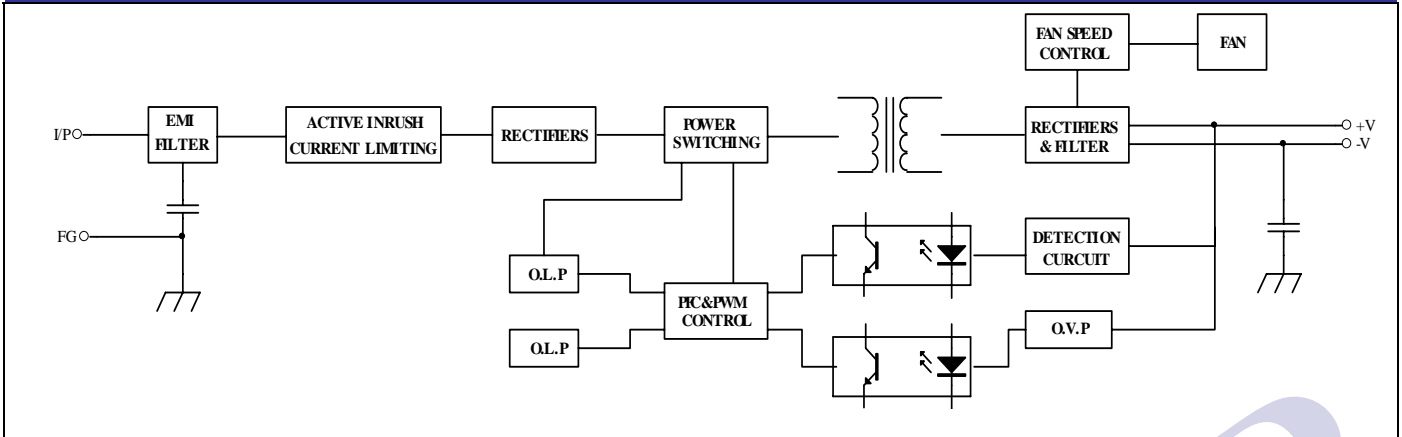 FAN SPEED
CONTROL
FAN
I/P
EMI
FILTER
ACTIVE INRUSH
CURRENT LIMITING
RECTIFIERS
POWER
SWITCHING
RECTIFIERS
& FILTER
+V
-V
FG
O.L.P
PFC&PWM
CONTROL
DETECTION
CURCUIT
O.L.P
O.V.P